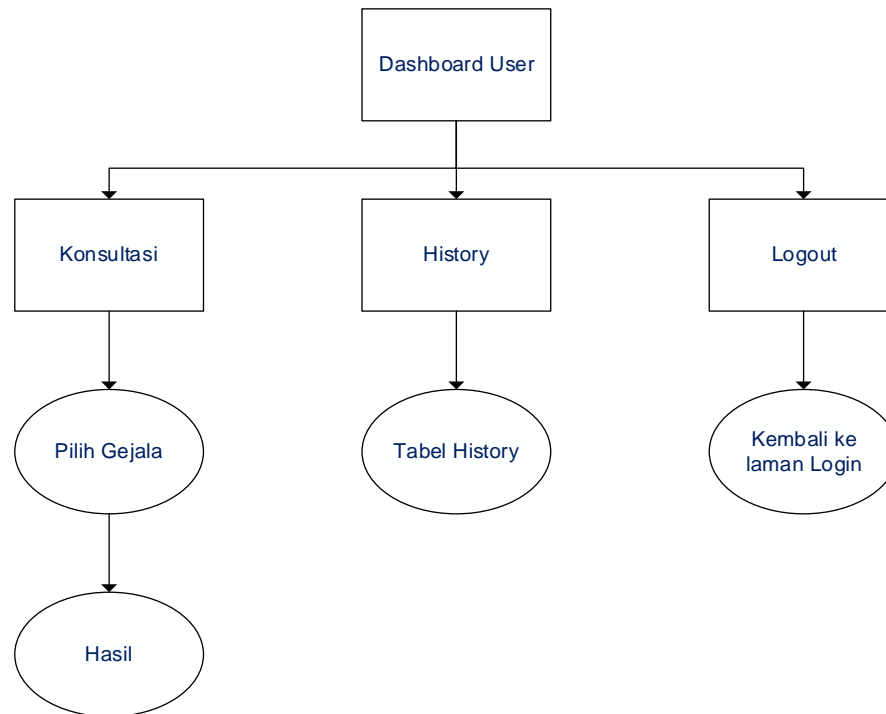 Dashboard User
Konsultasi
History
Logout
Pilih Gejala
Tabel History
Kembali ke
laman Login
Hasil